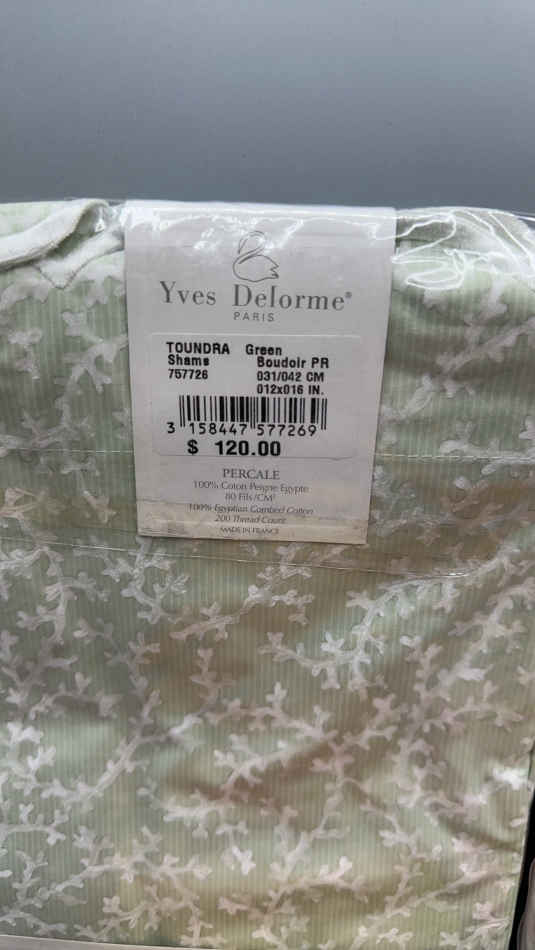 Yves Delorme®
PARIS
TOUNDRA Green
Shams Boudoir PR
757726 031/042 CM
012x016 IN.
3 158447 577269
$ 120.00
PERCALE
100% Coton Peigné Egypte
80 Fils/CM²
100% Egyptian Combed Cotton
200 Thread Count
MADE IN FRANCE